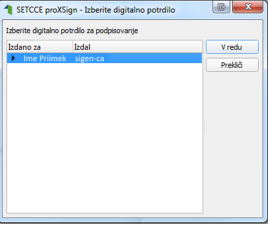 SETCCE proXSign - Izberite digitalno potrdilo
Izberite digitalno potrdilo za podpisovanje
Izdano za Izdal
Ime Priimek sigen-ca
V redu
Prekliči